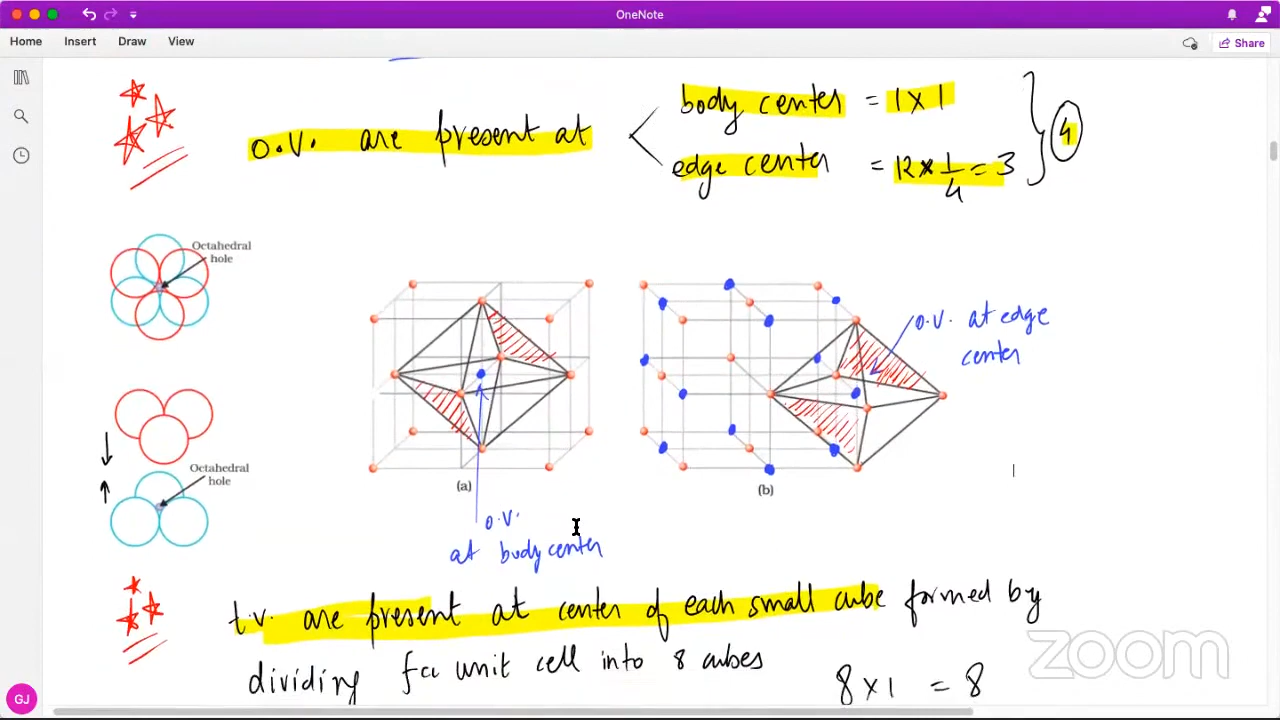 OneNote
Home Insert Draw View
Share
body center = 1 x 1
O.V. are present at
4
edge center = 12 x 1/4 = 3
Octahedral
hole
O.V. at edge
center
Octahedral
hole
(a)
(b)
O.V.
at body center
t.v. are present at center of each small cube formed by
dividing fcc unit cell into 8 cubes
8 x 1 = 8
zoom
GJ